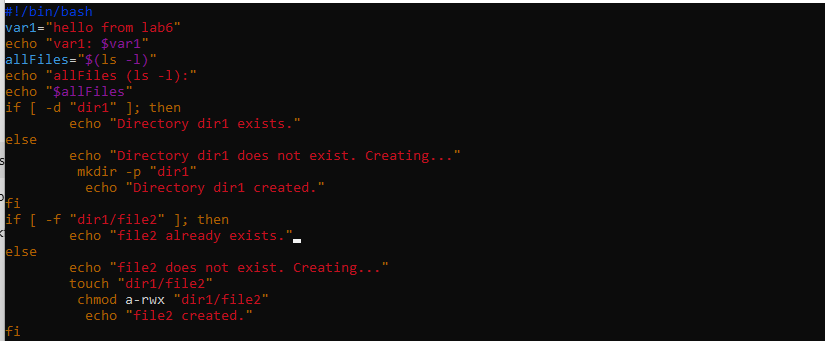 #!/bin/bash
var1="hello from lab6"
echo "var1: $var1"
allFiles="$(ls -l)"
echo "allFiles (ls -l):"
echo "$allFiles"
if [ -d "dir1" ]; then
        echo "Directory dir1 exists."
else
        echo "Directory dir1 does not exist. Creating..."
         mkdir -p "dir1"
          echo "Directory dir1 created."
fi
if [ -f "dir1/file2" ]; then
        echo "file2 already exists."
else
        echo "file2 does not exist. Creating..."
        touch "dir1/file2"
         chmod a-rwx "dir1/file2"
          echo "file2 created."
fi